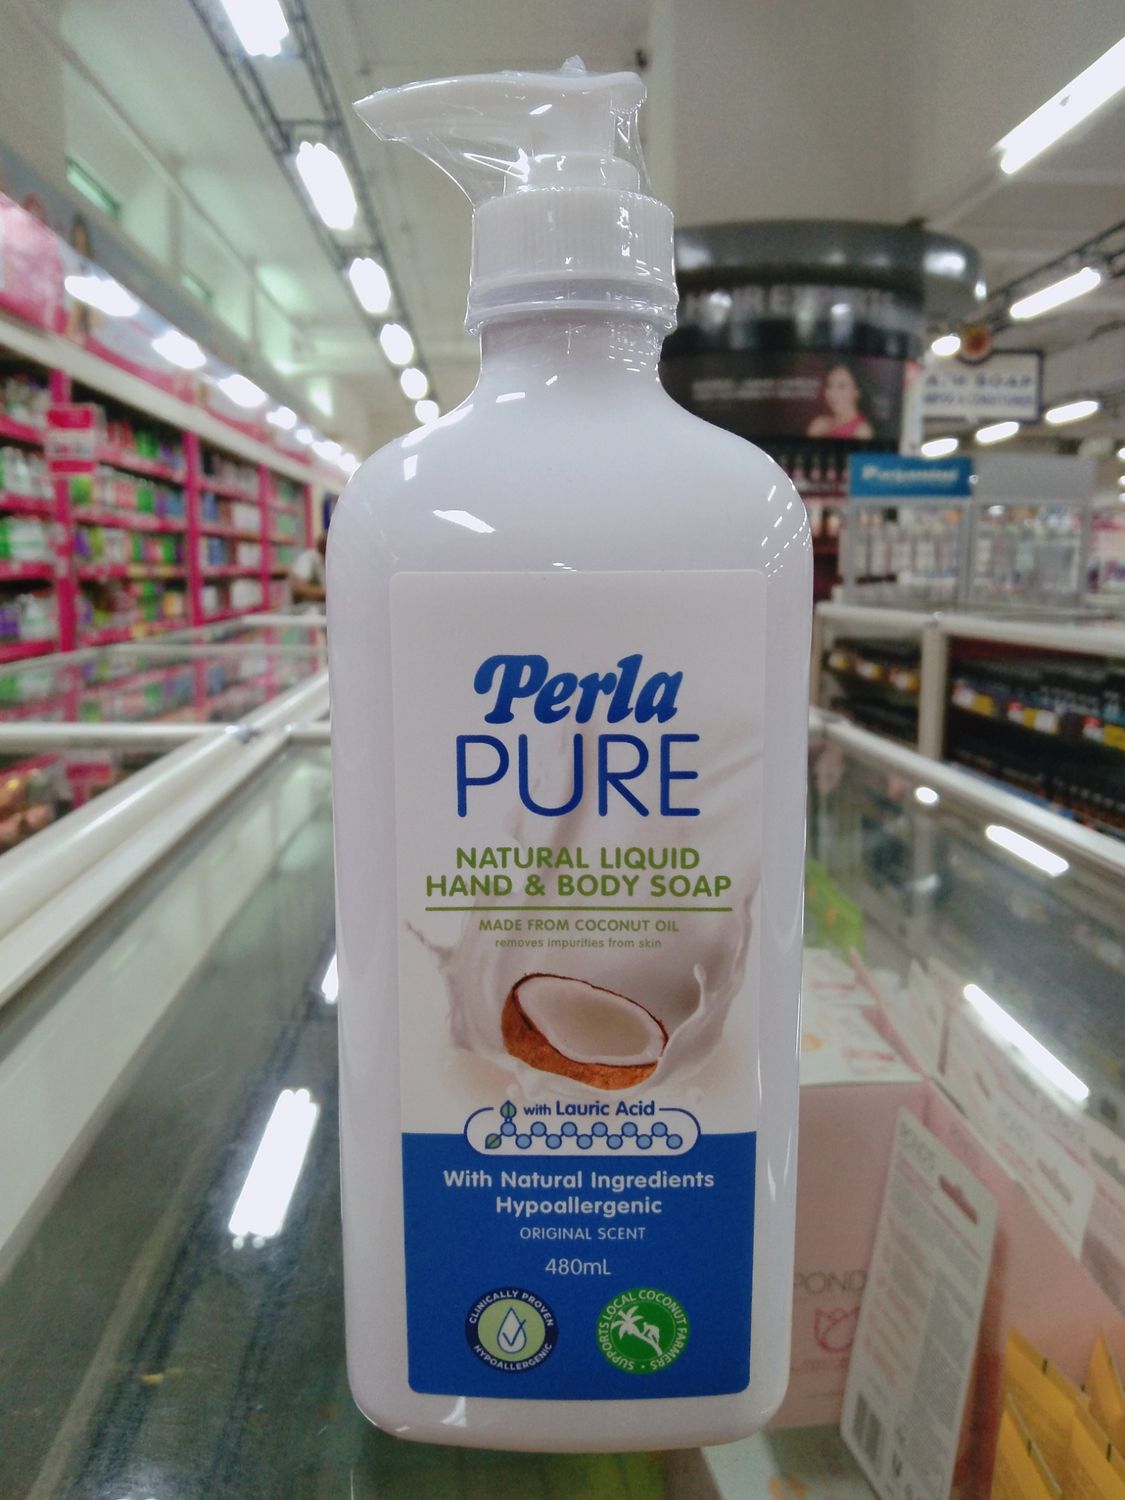 Perla
PURE
NATURAL LIQUID
HAND & BODY SOAP
MADE FROM COCONUT OIL
removes impurities from skin
with Lauric Acid
With Natural Ingredients
Hypoallergenic
ORIGINAL SCENT
480mL
CLINICALLY PROVEN
HYPOALLERGENIC
SUPPORTS LOCAL COCONUT FARMERS
POND'S